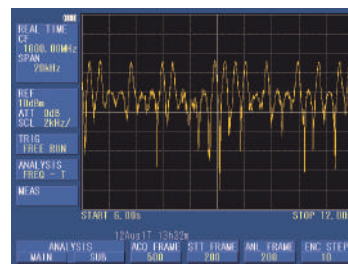 REAL TIME
CF
1000.00MHz
SPAN
20kHz
REF
10dBm
ATT 0dB
SCL 2kHz/
TRIG
FREE RUN
ANALYSIS
FREQ - T
MEAS
START 6.00s STOP 12.00
12Aug17 13h32m
ANALYSIS ACQ FRAME STT FRAME ANL FRAME ENC STEP
MAIN SUB 500 200 200 10